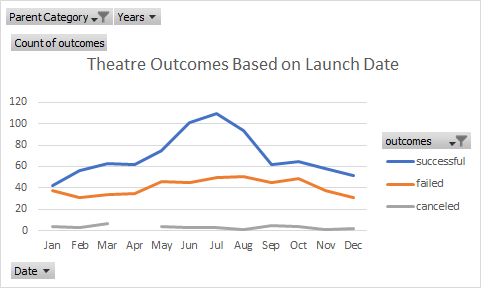 Parent Category Years
Count of outcomes
Theatre Outcomes Based on Launch Date
120
100
80
60
40
20
0
Jan Feb Mar Apr May Jun Jul Aug Sep Oct Nov Dec
outcomes
successful
failed
canceled
Date